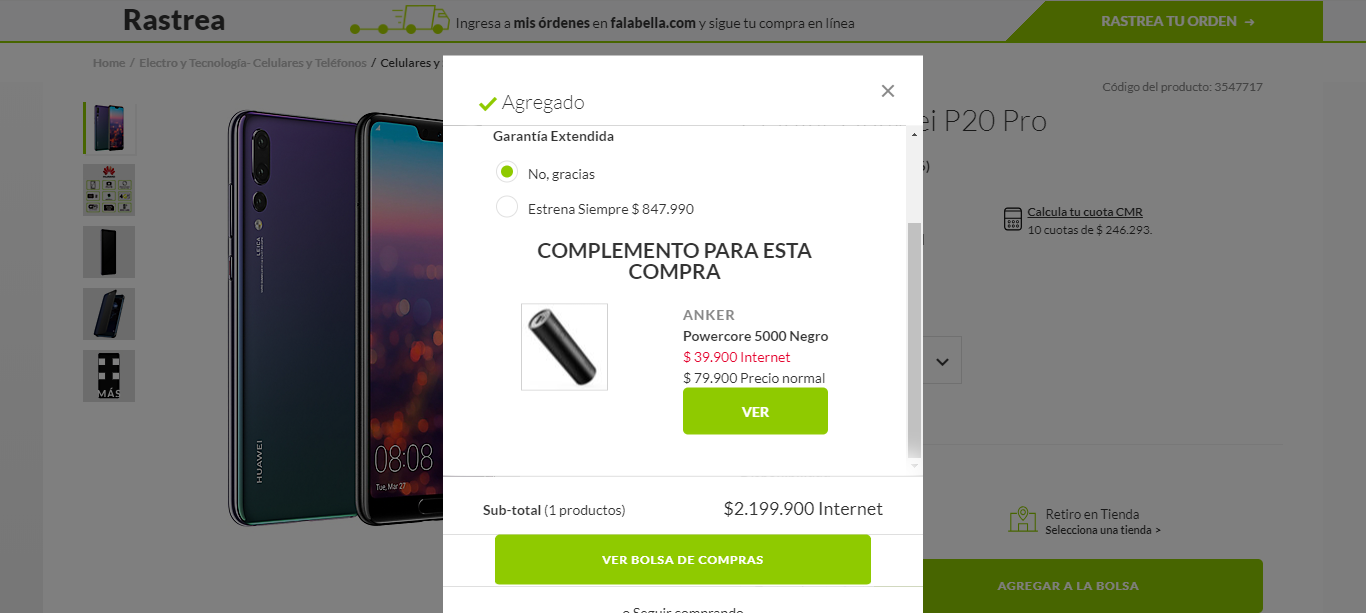 Rastrea
Ingresa a mis órdenes en falabella.com y sigue tu compra en línea
RASTREA TU ORDEN →
Home / Electro y Tecnología- Celulares y Teléfonos / Celulares y
Código del producto: 3547717
ei P20 Pro
Calcula tu cuota CMR
10 cuotas de $ 246.293.
MÁS
LEICA
HUAWEI
08:08
Tue, Mar 27
Agregado
Garantía Extendida
No, gracias
Estrena Siempre $ 847.990
COMPLEMENTO PARA ESTA
COMPRA
ANKER
Powercore 5000 Negro
$ 39.900 Internet
$ 79.900 Precio normal
VER
Sub-total (1 productos)
$2.199.900 Internet
VER BOLSA DE COMPRAS
o Seguir comprando
Retiro en Tienda
Selecciona una tienda >
AGREGAR A LA BOLSA